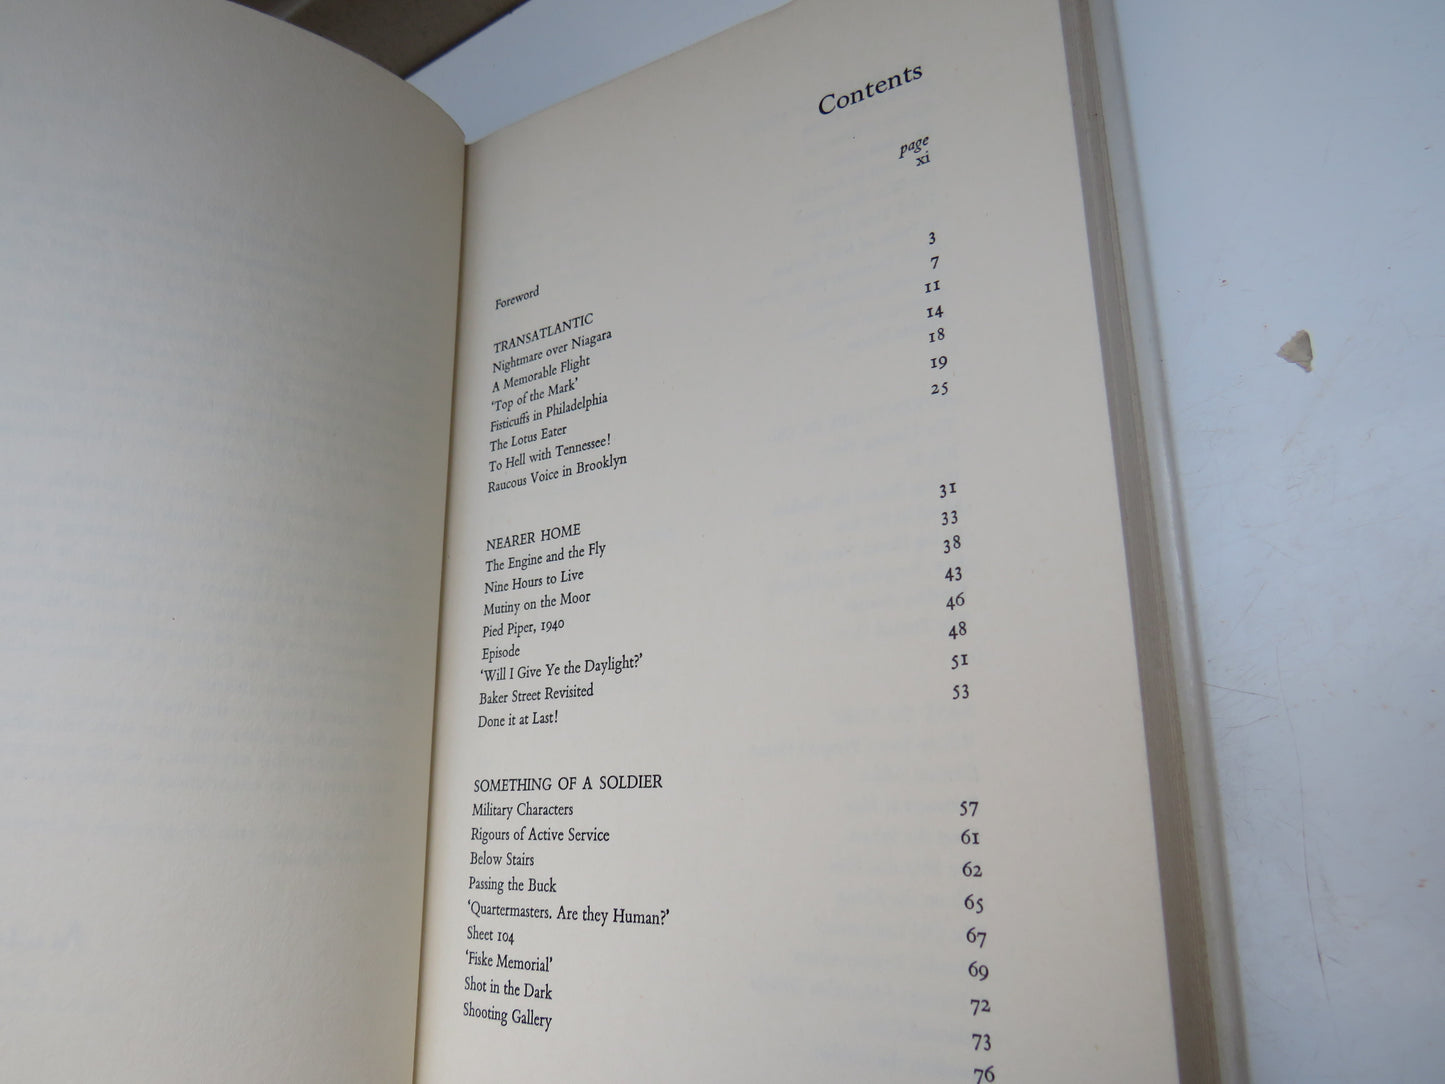 Contents
page
Foreword xi
TRANSATLANTIC
Nightmare over Niagara 3
A Memorable Flight 7
'Top of the Mark' 11
Fisticuffs in Philadelphia 14
The Lotus Eater 18
To Hell with Tennessee! 19
Raucous Voice in Brooklyn 25
NEARER HOME
The Engine and the Fly 31
Nine Hours to Live 33
Mutiny on the Moor 38
Pied Piper, 1940 43
Episode 46
'Will I Give Ye the Daylight?' 48
Baker Street Revisited 51
Done it at Last! 53
SOMETHING OF A SOLDIER
Military Characters 57
Rigours of Active Service 61
Below Stairs 62
Passing the Buck 65
'Quartermasters. Are they Human?' 67
Sheet 104 69
'Fiske Memorial' 72
Shot in the Dark 73
Shooting Gallery 76